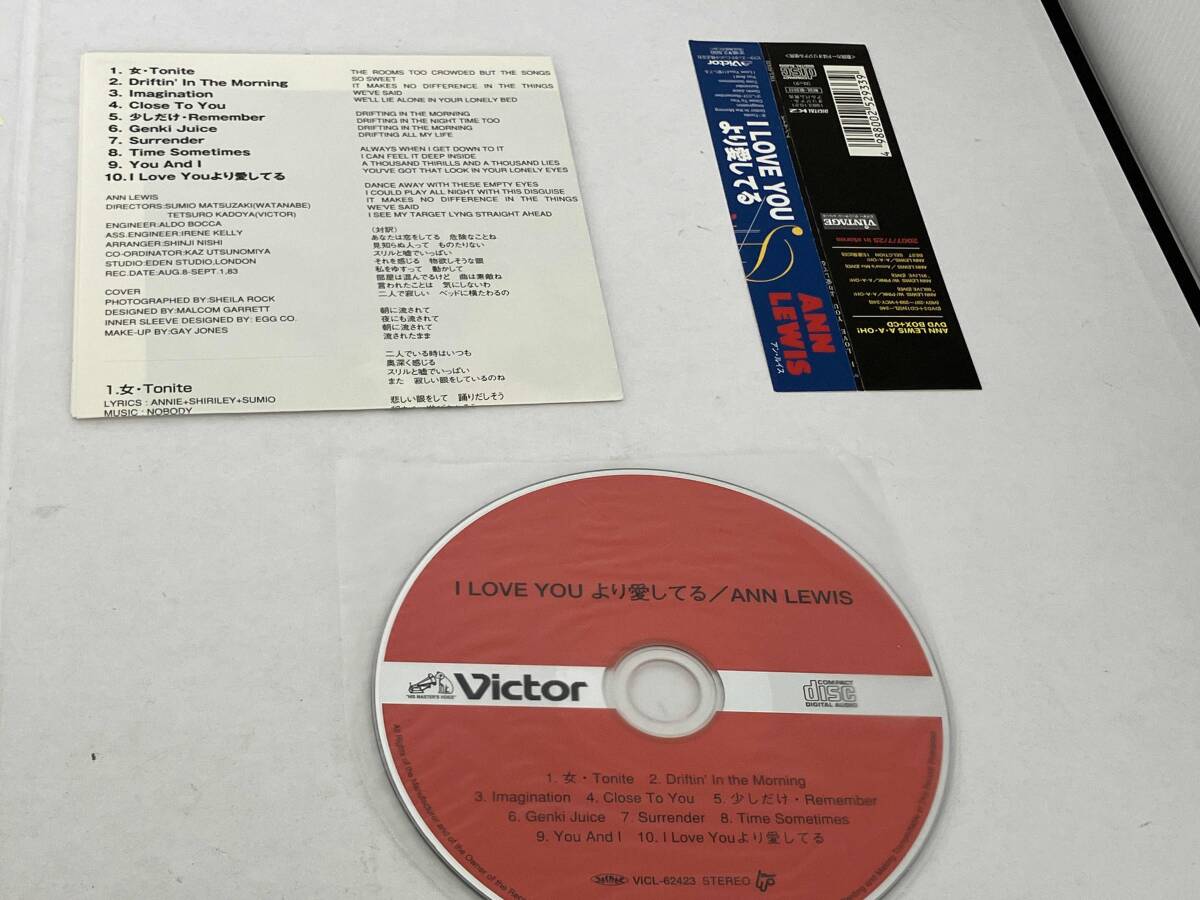 1. 女・Tonite
2. Driftin' In The Morning
3. Imagination
4. Close To You
5. 少しだけ・Remember
6. Genki Juice
7. Surrender
8. Time Sometimes
9. You And I
10. I Love Youより愛してる
ANN LEWIS
DIRECTORS:SUMIO MATSUZAKI(WATANABE)
TETSURO KADOYA(VICTOR)
ENGINEER:ALDO BOCCA
ASS.ENGINEER:IRENE KELLY
ARRANGER:SHINJI NISHI
CO-ORDINATOR:KAZ UTSUNOMIYA
STUDIO:EDEN STUDIO,LONDON
REC.DATE:AUG.8-SEPT.1,83
COVER
PHOTOGRAPHED BY:SHEILA ROCK
DESIGNED BY:MALCOM GARRETT
INNER SLEEVE DESIGNED BY: EGG CO.
MAKE-UP BY:GAY JONES
1.女・Tonite
LYRICS : ANNIE+SHIRILEY+SUMIO
MUSIC : NOBODY
THE ROOMS TOO CROWDED BUT THE SONGS
SO SWEET
IT MAKES NO DIFFERENCE IN THE THINGS
WE'VE SAID
WE'LL LIE ALONE IN YOUR LONELY BED
DRIFTING IN THE MORNING
DRIFTING IN THE NIGHT TIME TOO
DRIFTING IN THE MORNING
DRIFTING ALL MY LIFE
ALWAYS WHEN I GET DOWN TO IT
I CAN FEEL IT DEEP INSIDE
A THOUSAND THIRILLS AND A THOUSAND LIES
YOU'VE GOT THAT LOOK IN YOUR LONELY EYES
DANCE AWAY WITH THESE EMPTY EYES
I COULD PLAY ALL NIGHT WITH THIS DISGUISE
IT MAKES NO DIFFERENCE IN THE THINGS
WE'VE SAID
I SEE MY TARGET LYNG STRAIGHT AHEAD
(対訳)
あなたは恋をしてる 危険なことね
見知らぬ人って ものたりない
スリルと嘘でいっぱい
それを感じる 物欲しそうな眼
私をゆすって 動かして
部屋は混んでるけど 曲は素敵ね
言われたことは 気にしないわ
二人で寂しい ベッドに横たわるの
朝に流されて
夜にも流されて
朝に流されて
流されたまま
二人でいる時はいつも
奥深く感じる
スリルと嘘でいっぱい
また 寂しい眼をしているのね
悲しい眼をして 踊りだしそう
Victor
I LOVE YOU
より愛してる
ANN
LEWIS
アン・ルイス
COMPACT
disc
DIGITAL AUDIO
4 988002 529339
VINTAGE
2007/7/25 in stores
ANN LEWIS A・A・OH!
DVD BOX+CD
I LOVE YOU より愛してる／ANN LEWIS
"HIS MASTER'S VOICE"
Victor
COMPACT
disc
DIGITAL AUDIO
1. 女・Tonite 2. Driftin' In the Morning
3. Imagination 4. Close To You 5. 少しだけ・Remember
6. Genki Juice 7. Surrender 8. Time Sometimes
9. You And I 10. I Love Youより愛してる
VICL-62423 STEREO
All Rights of the Manufacturer and of the Owner of the